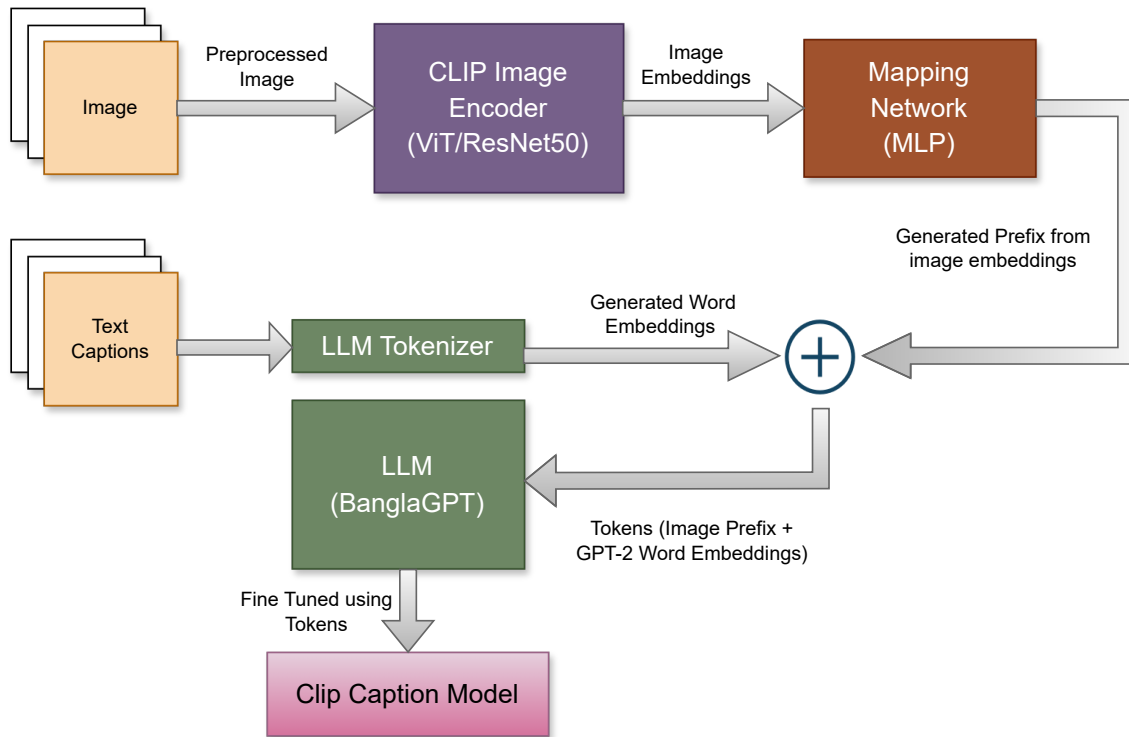 Image
Preprocessed
Image
CLIP Image
Encoder
(ViT/ResNet50)
Image
Embeddings
Mapping
Network
(MLP)
Generated Prefix from
image embeddings
Text
Captions
LLM Tokenizer
Generated Word
Embeddings
LLM
(BanglaGPT)
Tokens (Image Prefix +
GPT-2 Word Embeddings)
Fine Tuned using
Tokens
Clip Caption Model